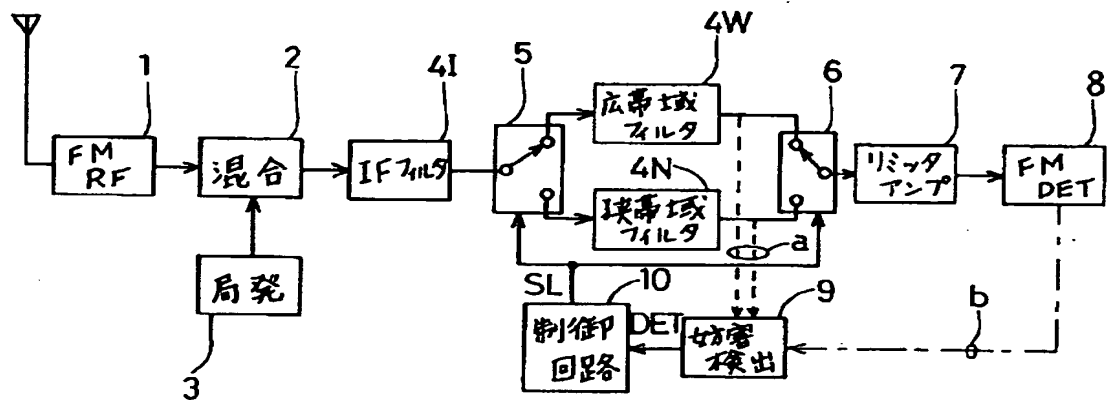 4W
1
2
4I
5
6
7
8
FM
RF
混合
IFフィルタ
広帯域
フィルタ
リミッタ
アンプ
FM
DET
4N
狭帯域
フィルタ
a
局発
3
SL
10
制御
回路
DET
9
妨害
検出
b